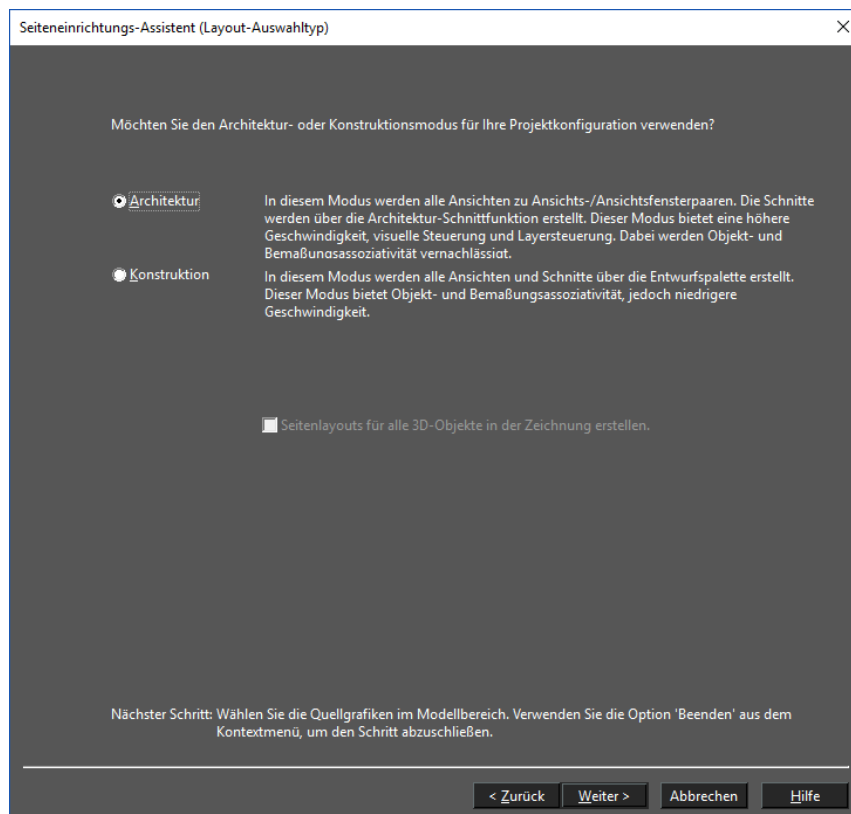 Seiteneinrichtungs-Assistent (Layout-Auswahltyp)
Möchten Sie den Architektur- oder Konstruktionsmodus für Ihre Projektkonfiguration verwenden?
Architektur
In diesem Modus werden alle Ansichten zu Ansichts-/Ansichtsfensterpaaren. Die Schnitte
werden über die Architektur-Schnittfunktion erstellt. Dieser Modus bietet eine höhere
Geschwindigkeit, visuelle Steuerung und Layersteuerung. Dabei werden Objekt- und
Bemaßungsassoziativität vernachlässigt.
Konstruktion
In diesem Modus werden alle Ansichten und Schnitte über die Entwurfspalette erstellt.
Dieser Modus bietet Objekt- und Bemaßungsassoziativität, jedoch niedrigere
Geschwindigkeit.
Seitenlayouts für alle 3D-Objekte in der Zeichnung erstellen.
Nächster Schritt: Wählen Sie die Quellgrafiken im Modellbereich. Verwenden Sie die Option 'Beenden' aus dem
Kontextmenü, um den Schritt abzuschließen.
< Zurück Weiter > Abbrechen Hilfe